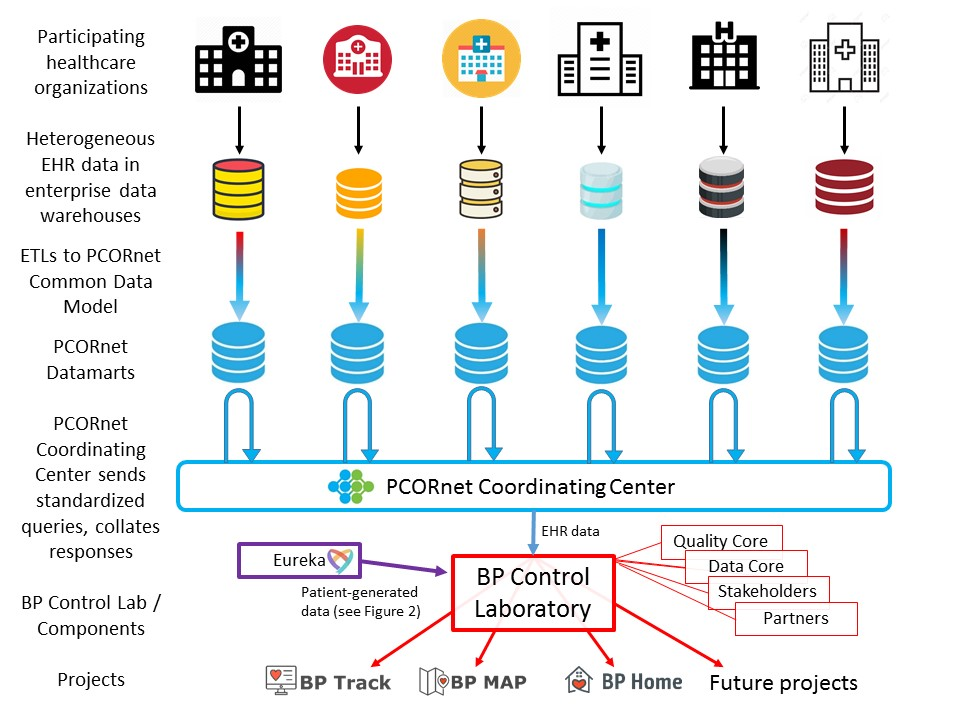 Participating
healthcare
organizations
H
Heterogeneous
EHR data in
enterprise data
warehouses
ETLs to PCORnet
Common Data
Model
PCORnet
Datamarts
PCORnet
Coordinating
Center sends
standardized
queries, collates
responses
PCORnet Coordinating Center
EHR data
Eureka
Patient-generated
data (see Figure 2)
BP Control
Laboratory
Quality Core
Data Core
Stakeholders
Partners
BP Control Lab /
Components
Projects
BP Track
BP MAP
BP Home
Future projects